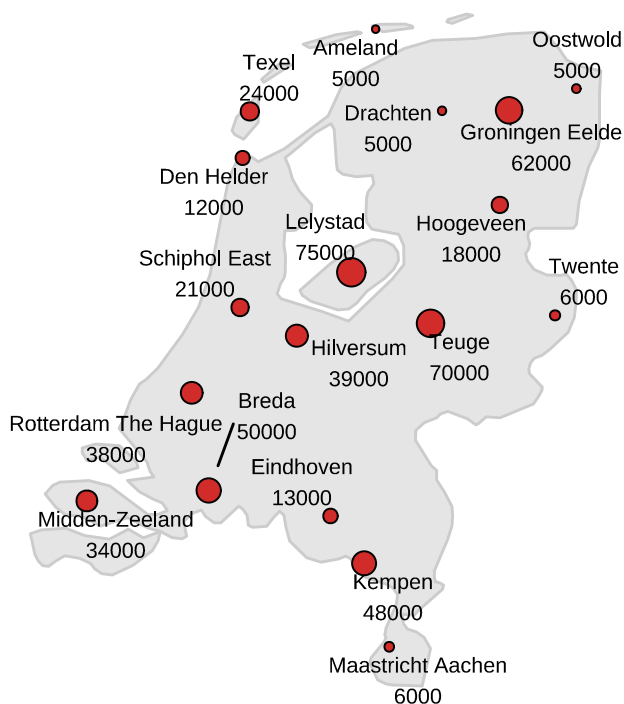 Ameland
5000
Oostwold
5000
Texel
24000
Drachten
5000
Groningen Eelde
62000
Den Helder
12000
Lelystad
75000
Hoogeveen
18000
Schiphol East
21000
Twente
6000
Hilversum
39000
Teuge
70000
Breda
50000
Rotterdam The Hague
38000
Eindhoven
13000
Midden-Zeeland
34000
Kempen
48000
Maastricht Aachen
6000